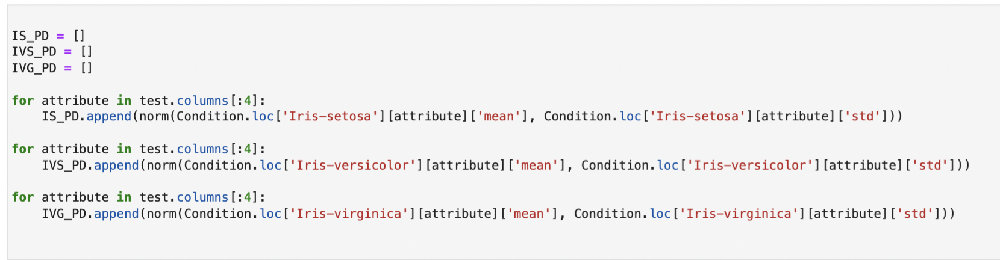 IS_PD = []
IVS_PD = []
IVG_PD = []
for attribute in test.columns[:4]:
    IS_PD.append(norm(Condition.loc['Iris-setosa'][attribute]['mean'], Condition.loc['Iris-setosa'][attribute]['std']))
for attribute in test.columns[:4]:
    IVS_PD.append(norm(Condition.loc['Iris-versicolor'][attribute]['mean'], Condition.loc['Iris-versicolor'][attribute]['std']))
for attribute in test.columns[:4]:
    IVG_PD.append(norm(Condition.loc['Iris-virginica'][attribute]['mean'], Condition.loc['Iris-virginica'][attribute]['std']))